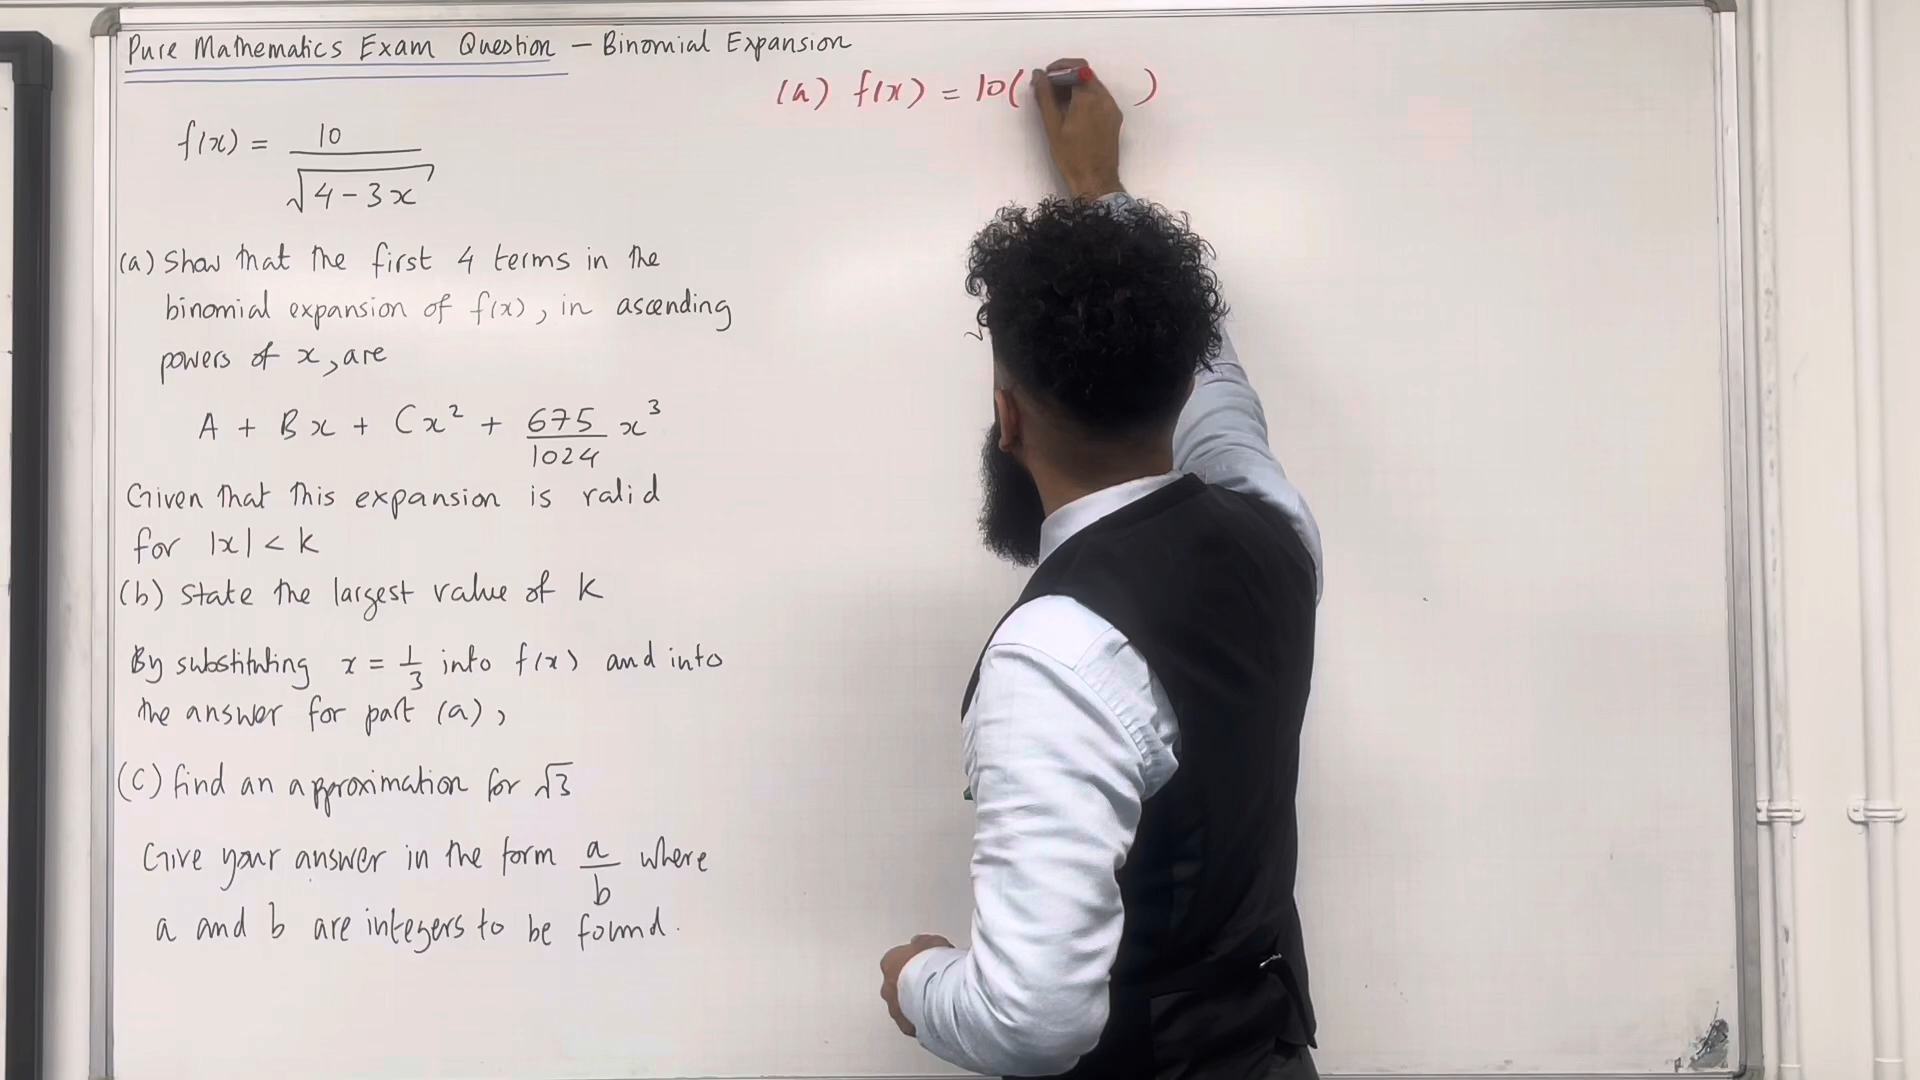 Pure Mathematics Exam Question - Binomial Expansion
(a) f(x) = 10( )
f(x) = 10
√4-3x
(a) Show that the first 4 terms in the
binomial expansion of f(x), in ascending
powers of x, are
A + Bx + Cx² + 675/1024 x³
Given that this expansion is valid
for |x| < k
(b) State the largest value of k
By substituting x = 1/3 into f(x) and into
the answer for part (a),
(C) find an approximation for √3
Give your answer in the form a/b where
a and b are integers to be found.